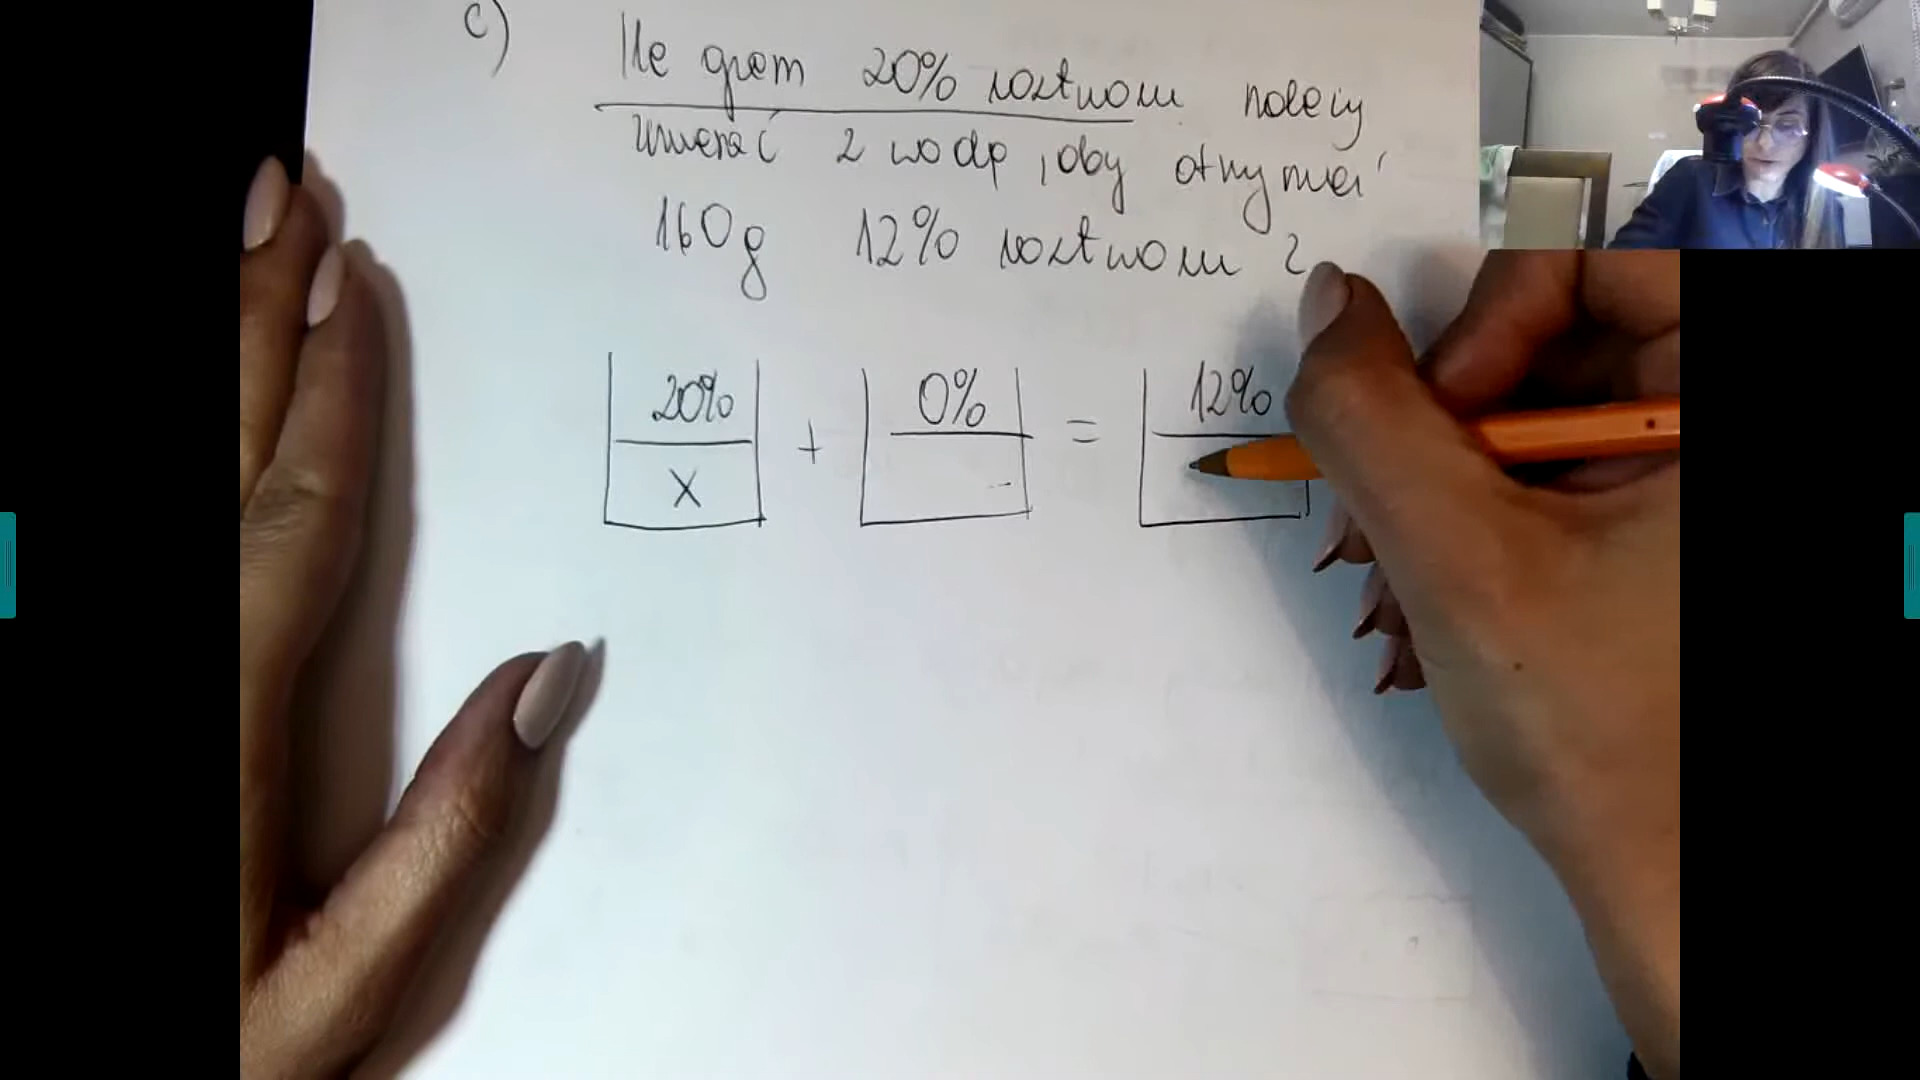 c)
Ile gram 20% roztworu należy
zmieszać z wodą, aby otrzymać
160g 12% roztworu?
20% + 0% = 12%
x